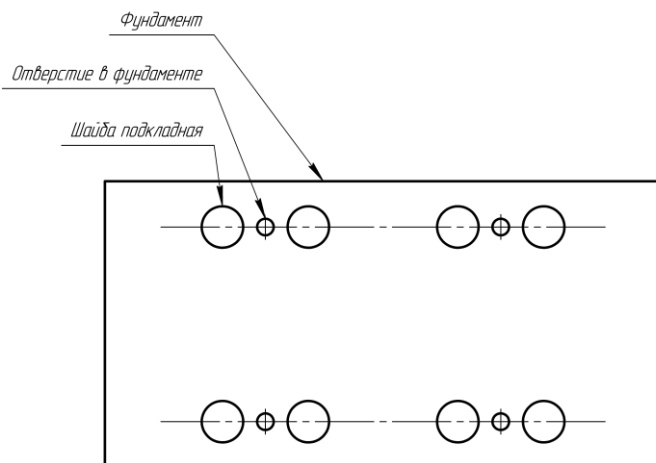 Фундамент
Отверстие в фундаменте
Шайба подкладная